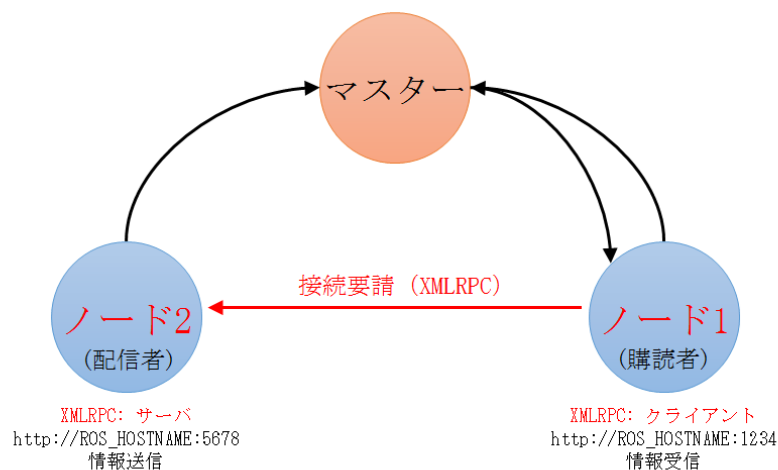 マスター
接続要請 (XMLRPC)
ノード2
(配信者)
XMLRPC: サーバ
http://ROS_HOSTNAME:5678
情報送信
ノード1
(購読者)
XMLRPC: クライアント
http://ROS_HOSTNAME:1234
情報受信